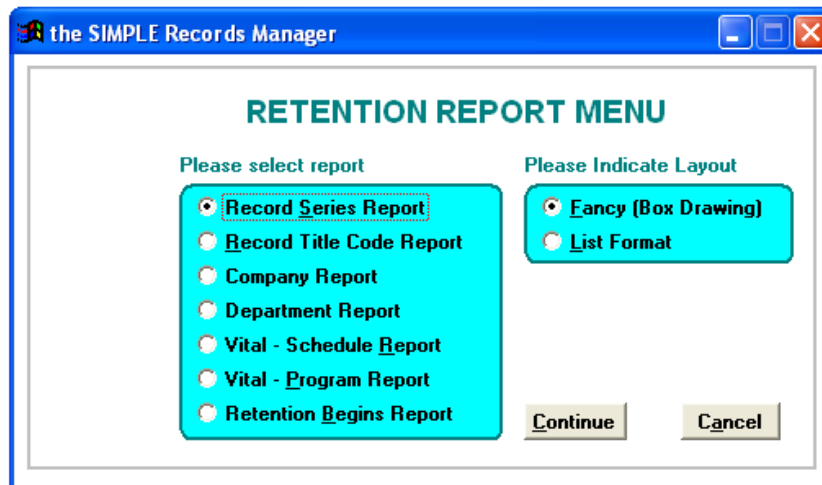 the SIMPLE Records Manager
RETENTION REPORT MENU
Please select report
Record Series Report
Record Title Code Report
Company Report
Department Report
Vital - Schedule Report
Vital - Program Report
Retention Begins Report
Please Indicate Layout
Fancy (Box Drawing)
List Format
Continue
Cancel